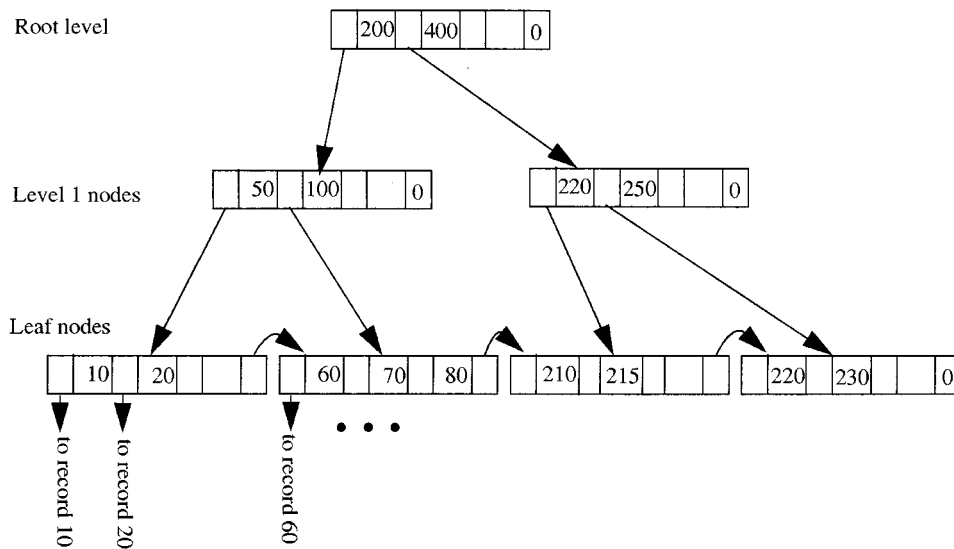 Root level
200 400 0
Level 1 nodes
50 100 0
220 250 0
Leaf nodes
10 20
60 70 80
210 215
220 230 0
to record 10
to record 20
to record 60